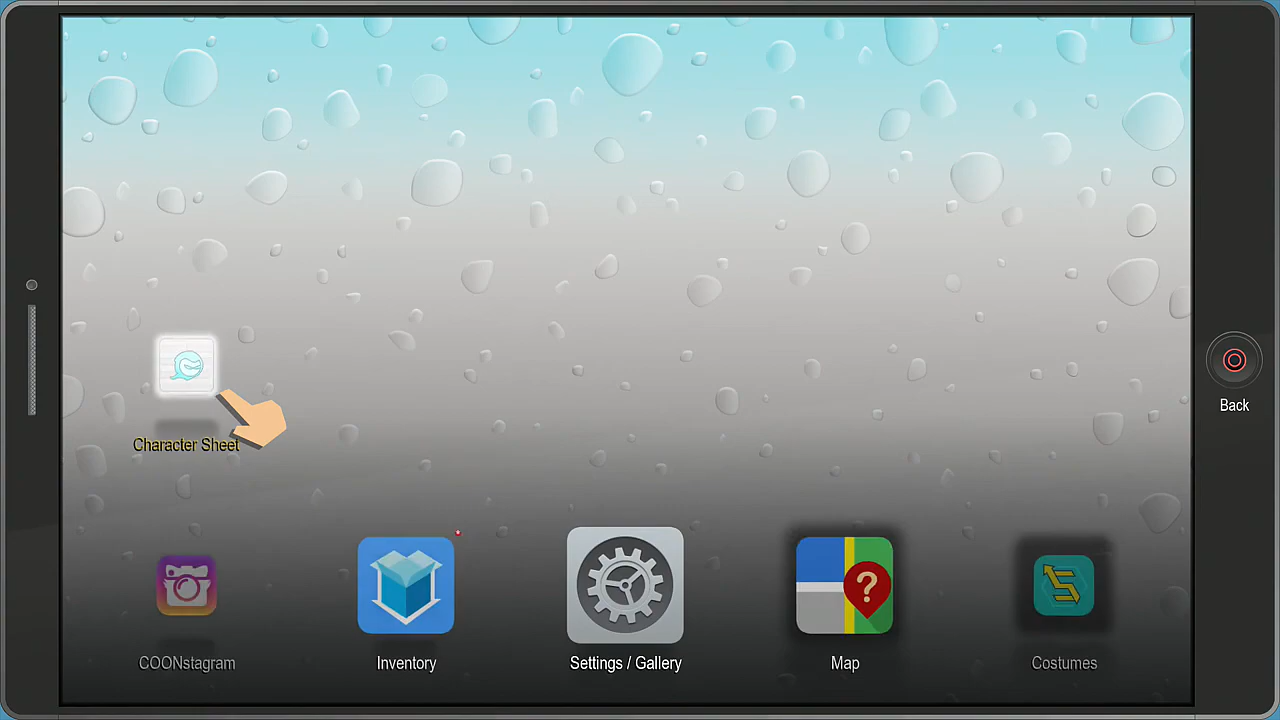 Back
Character Sheet
COONstagram
Inventory
Settings / Gallery
?
Map
Costumes